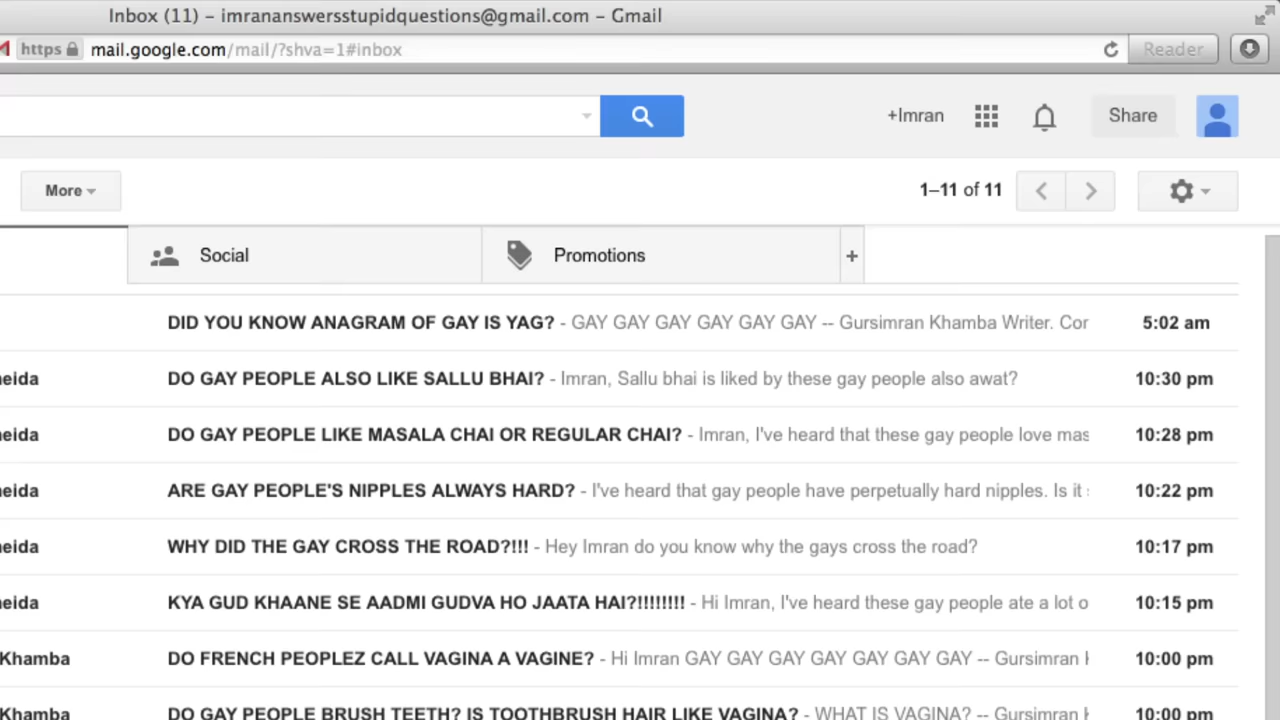 Inbox (11) – imrananswersstupidquestions@gmail.com – Gmail
https mail.google.com/mail/?shva=1#inbox Reader
+Imran Share
More 1–11 of 11
Social Promotions +
DID YOU KNOW ANAGRAM OF GAY IS YAG? - GAY GAY GAY GAY GAY GAY -- Gursimran Khamba Writer. Cor 5:02 am
neida DO GAY PEOPLE ALSO LIKE SALLU BHAI? - Imran, Sallu bhai is liked by these gay people also awat? 10:30 pm
neida DO GAY PEOPLE LIKE MASALA CHAI OR REGULAR CHAI? - Imran, I've heard that these gay people love mas 10:28 pm
neida ARE GAY PEOPLE'S NIPPLES ALWAYS HARD? - I've heard that gay people have perpetually hard nipples. Is it 10:22 pm
neida WHY DID THE GAY CROSS THE ROAD?!!! - Hey Imran do you know why the gays cross the road? 10:17 pm
neida KYA GUD KHAANE SE AADMI GUDVA HO JAATA HAI?!!!!!!!! - Hi Imran, I've heard these gay people ate a lot o 10:15 pm
Khamba DO FRENCH PEOPLEZ CALL VAGINA A VAGINE? - Hi Imran GAY GAY GAY GAY GAY GAY GAY -- Gursimran 10:00 pm
Khamba DO GAY PEOPLE BRUSH TEETH? IS TOOTHBRUSH HAIR LIKE VAGINA? - WHAT IS VAGINA? -- Gursimran 10:00 pm